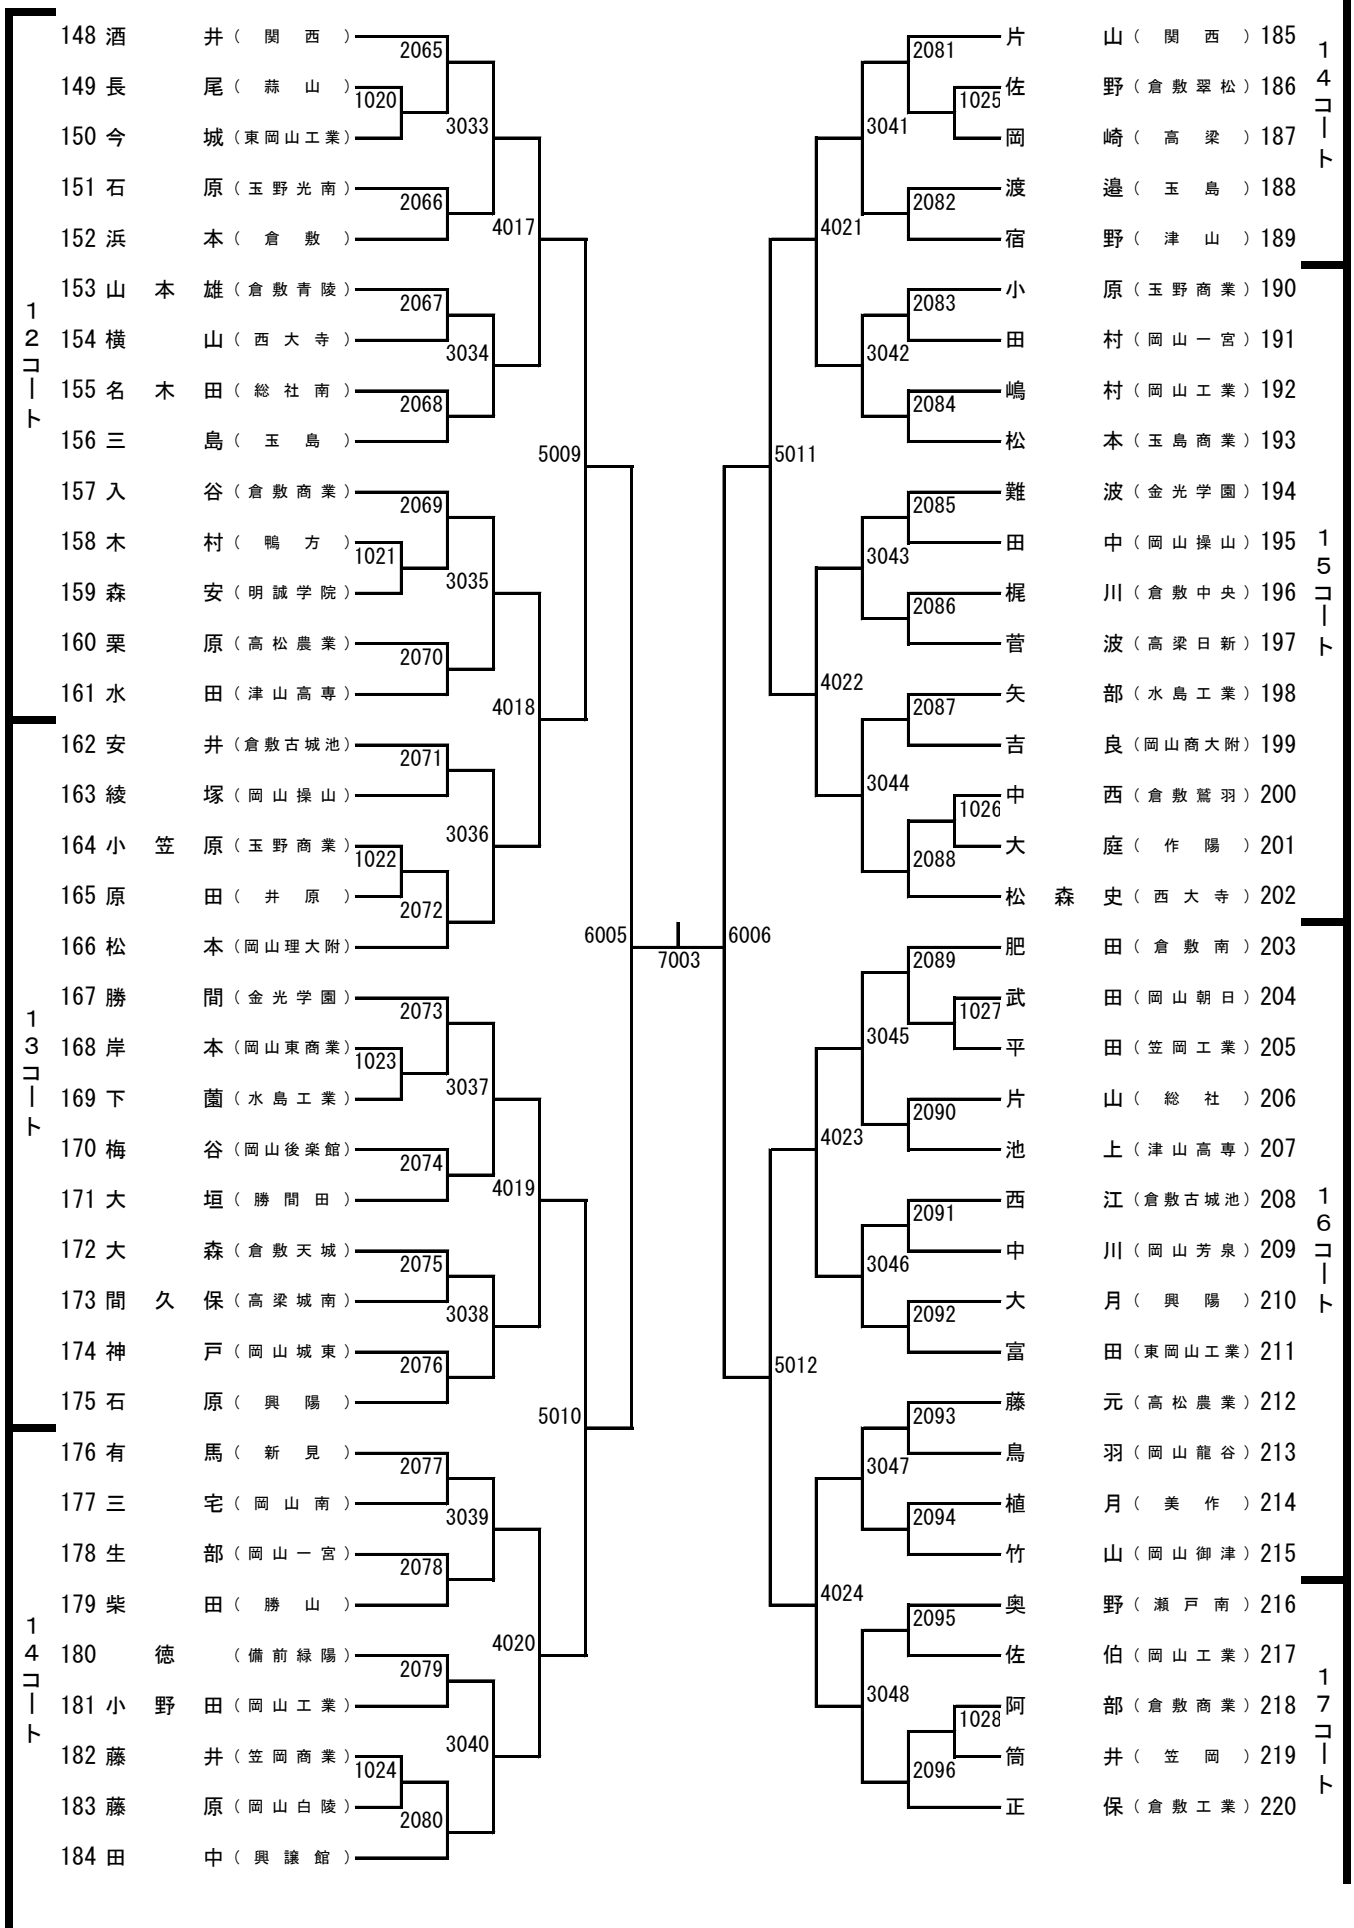 12コート
148 酒井（関西）
149 長尾（蒜山）
150 今城（東岡山工業）
151 石原（玉野光南）
152 浜本（倉敷）
153 山本雄（倉敷青陵）
154 横山（西大寺）
155 名木田（総社南）
156 三島（玉島）
157 入谷（倉敷商業）
158 木村（鴨方）
159 森安（明誠学院）
160 栗原（高松農業）
161 水田（津山高専）
13コート
162 安井（倉敷古城池）
163 綾塚（岡山操山）
164 小笠原（玉野商業）
165 原田（井原）
166 松本（岡山理大附）
167 勝間（金光学園）
168 岸本（岡山東商業）
169 下薗（水島工業）
170 梅谷（岡山後楽館）
171 大垣（勝間田）
172 大森（倉敷天城）
173 間久保（高梁城南）
174 神戸（岡山城東）
175 石原（興陽）
14コート
176 有馬（新見）
177 三宅（岡山南）
178 生部（岡山一宮）
179 柴田（勝山）
180 徳（備前緑陽）
181 小野田（岡山工業）
182 藤井（笠岡商業）
183 藤原（岡山白陵）
184 田中（興譲館）
1020
1021
1022
1023
1024
2065
2066
2067
2068
2069
2070
2071
2072
2073
2074
2075
2076
2077
2078
2079
2080
3033
3034
3035
3036
3037
3038
3039
3040
4017
4018
4019
4020
5009
5010
6005
7003
6006
5011
5012
4021
4022
4023
4024
3041
3042
3043
3044
3045
3046
3047
3048
2081
2082
2083
2084
2085
2086
2087
2088
2089
2090
2091
2092
2093
2094
2095
2096
1025
1026
1027
1028
片山（関西）185
佐野（倉敷翠松）186
岡崎（高梁）187
渡邉（玉島）188
宿野（津山）189
14コート
小原（玉野商業）190
田村（岡山一宮）191
嶋村（岡山工業）192
松本（玉島商業）193
難波（金光学園）194
田中（岡山操山）195
梶川（倉敷中央）196
菅波（高梁日新）197
矢部（水島工業）198
吉良（岡山商大附）199
中西（倉敷鷲羽）200
大庭（作陽）201
松森史（西大寺）202
15コート
肥田（倉敷南）203
武田（岡山朝日）204
平田（笠岡工業）205
片山（総社）206
池上（津山高専）207
西江（倉敷古城池）208
中川（岡山芳泉）209
大月（興陽）210
富田（東岡山工業）211
藤元（高松農業）212
鳥羽（岡山龍谷）213
植月（美作）214
竹山（岡山御津）215
16コート
奥野（瀬戸南）216
佐伯（岡山工業）217
阿部（倉敷商業）218
筒井（笠岡）219
正保（倉敷工業）220
17コート